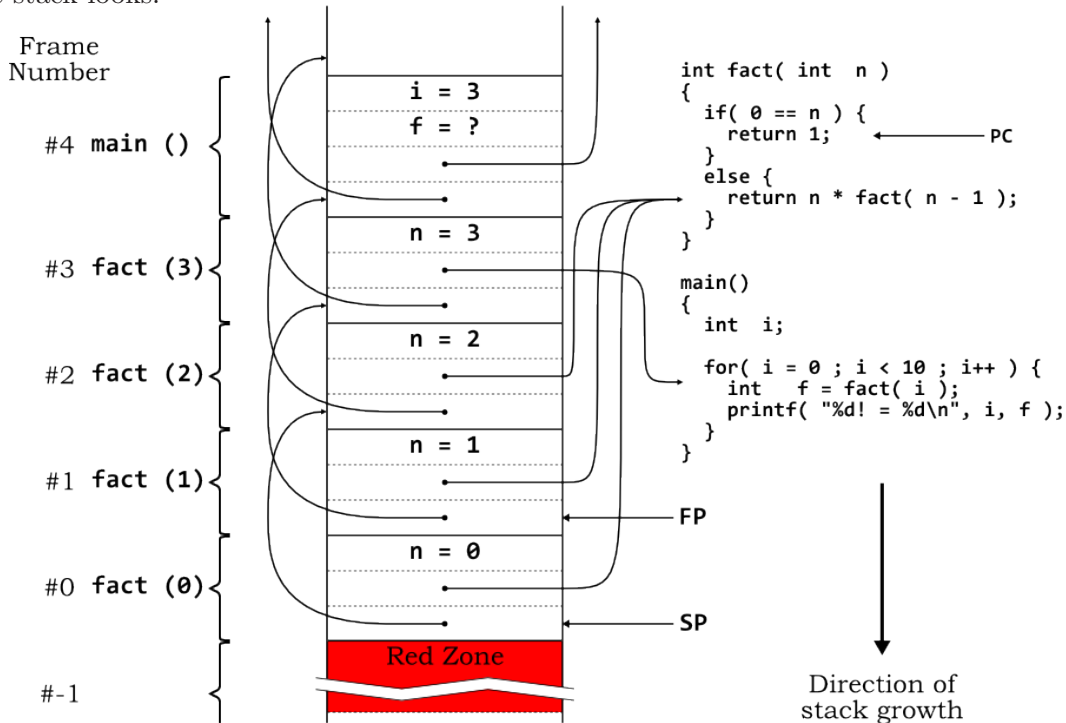 stack looks.
Frame
Number
#4 main ()
#3 fact (3)
#2 fact (2)
#1 fact (1)
#0 fact (0)
#-1
i = 3
f = ?
n = 3
n = 2
n = 1
n = 0
Red Zone
FP
SP
int fact( int n )
{
if( 0 == n ) {
return 1;
PC
}
else {
return n * fact( n - 1 );
}
}
main()
{
int i;
for( i = 0 ; i < 10 ; i++ ) {
int f = fact( i );
printf( "%d! = %d\n", i, f );
}
}
Direction of
stack growth